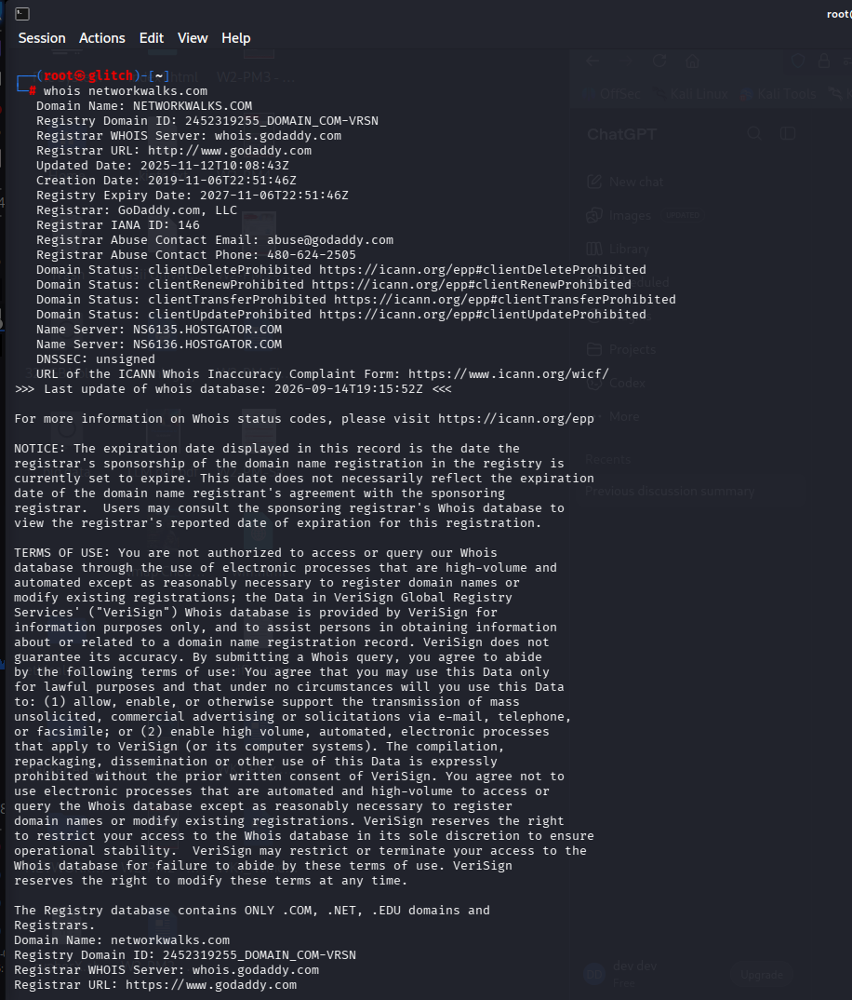 root@
Session Actions Edit View Help
┌──(root㉿glitch)-[~]
└─# whois networkwalks.com
Domain Name: NETWORKWALKS.COM
Registry Domain ID: 2452319255_DOMAIN_COM-VRSN
Registrar WHOIS Server: whois.godaddy.com
Registrar URL: http://www.godaddy.com
Updated Date: 2025-11-12T10:08:43Z
Creation Date: 2019-11-06T22:51:46Z
Registry Expiry Date: 2027-11-06T22:51:46Z
Registrar: GoDaddy.com, LLC
Registrar IANA ID: 146
Registrar Abuse Contact Email: abuse@godaddy.com
Registrar Abuse Contact Phone: 480-624-2505
Domain Status: clientDeleteProhibited https://icann.org/epp#clientDeleteProhibited
Domain Status: clientRenewProhibited https://icann.org/epp#clientRenewProhibited
Domain Status: clientTransferProhibited https://icann.org/epp#clientTransferProhibited
Domain Status: clientUpdateProhibited https://icann.org/epp#clientUpdateProhibited
Name Server: NS6135.HOSTGATOR.COM
Name Server: NS6136.HOSTGATOR.COM
DNSSEC: unsigned
URL of the ICANN Whois Inaccuracy Complaint Form: https://www.icann.org/wicf/
>>> Last update of whois database: 2026-09-14T19:15:52Z <<<
For more information on Whois status codes, please visit https://icann.org/epp
NOTICE: The expiration date displayed in this record is the date the
registrar's sponsorship of the domain name registration in the registry is
currently set to expire. This date does not necessarily reflect the expiration
date of the domain name registrant's agreement with the sponsoring
registrar.  Users may consult the sponsoring registrar's Whois database to
view the registrar's reported date of expiration for this registration.
TERMS OF USE: You are not authorized to access or query our Whois
database through the use of electronic processes that are high-volume and
automated except as reasonably necessary to register domain names or
modify existing registrations; the Data in VeriSign Global Registry
Services' ("VeriSign") Whois database is provided by VeriSign for
information purposes only, and to assist persons in obtaining information
about or related to a domain name registration record. VeriSign does not
guarantee its accuracy. By submitting a Whois query, you agree to abide
by the following terms of use: You agree that you may use this Data only
for lawful purposes and that under no circumstances will you use this Data
to: (1) allow, enable, or otherwise support the transmission of mass
unsolicited, commercial advertising or solicitations via e-mail, telephone,
or facsimile; or (2) enable high volume, automated, electronic processes
that apply to VeriSign (or its computer systems). The compilation,
repackaging, dissemination or other use of this Data is expressly
prohibited without the prior written consent of VeriSign. You agree not to
use electronic processes that are automated and high-volume to access or
query the Whois database except as reasonably necessary to register
domain names or modify existing registrations. VeriSign reserves the right
to restrict your access to the Whois database in its sole discretion to ensure
operational stability.  VeriSign may restrict or terminate your access to the
Whois database for failure to abide by these terms of use. VeriSign
reserves the right to modify these terms at any time.
The Registry database contains ONLY .COM, .NET, .EDU domains and
Registrars.
Domain Name: networkwalks.com
Registry Domain ID: 2452319255_DOMAIN_COM-VRSN
Registrar WHOIS Server: whois.godaddy.com
Registrar URL: https://www.godaddy.com
W2-PM3 - ...
OffSec Kali Linux Kali Tools
ChatGPT
New chat
Images
Library
Projects
Codex
More
Recents
Previous discussion summary
dev dev
Free
Upgrade